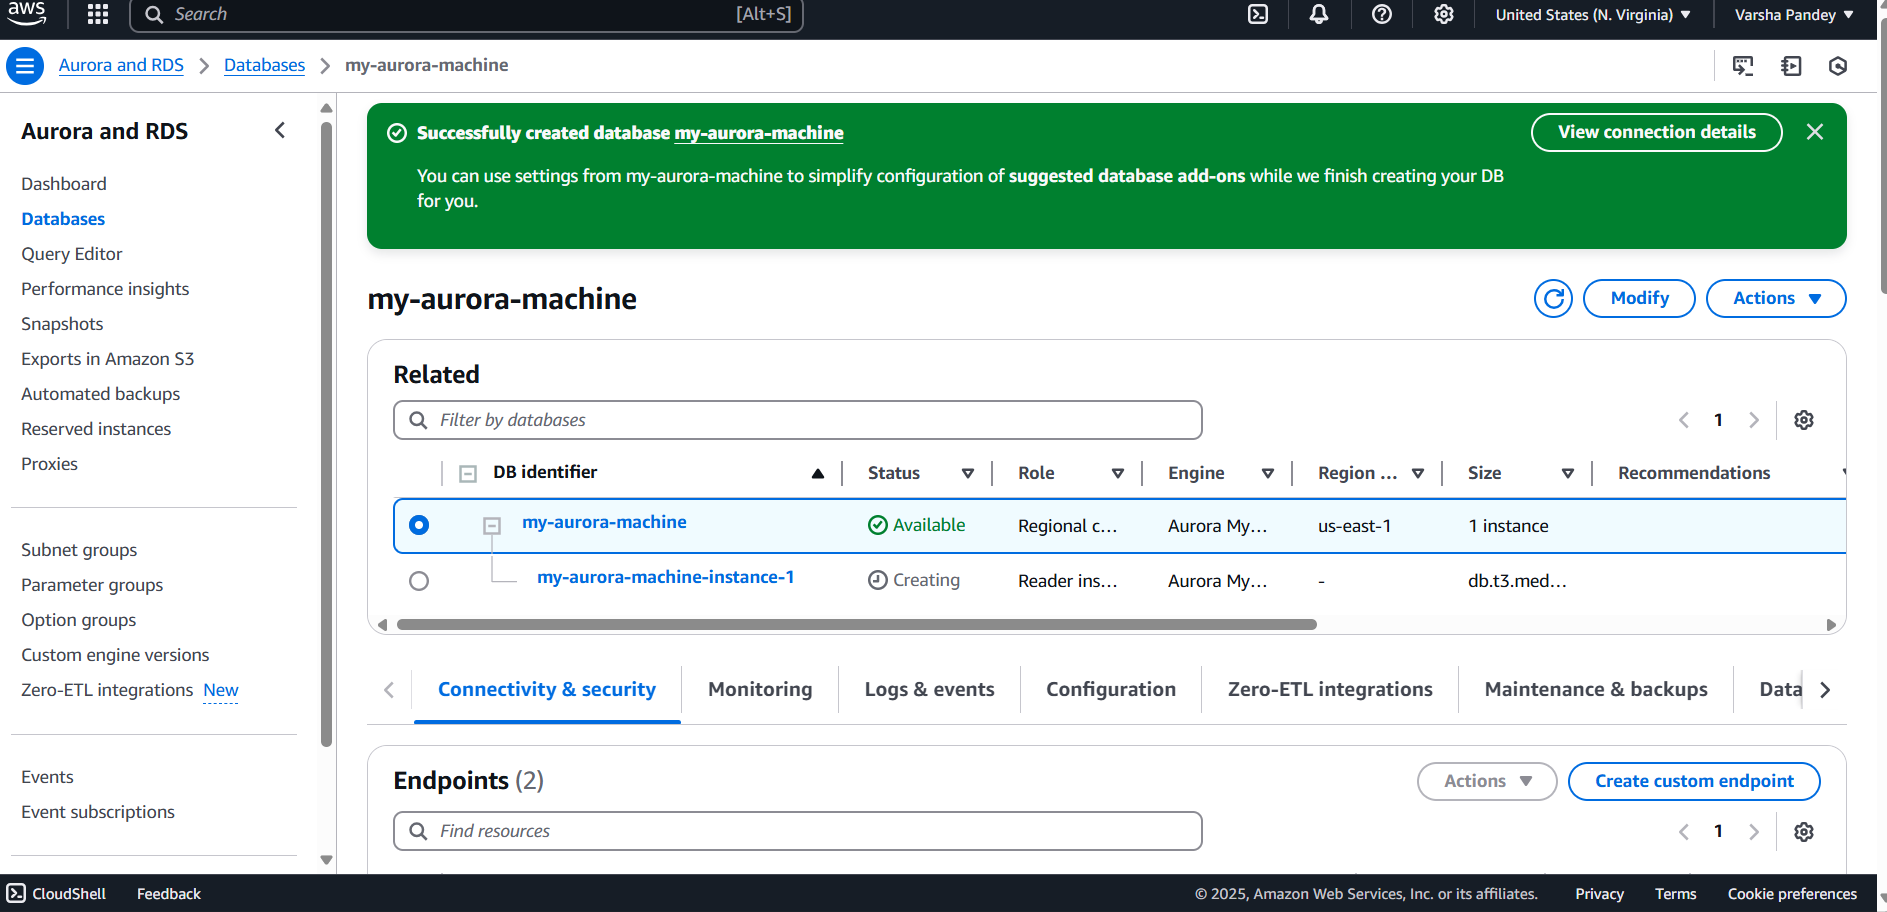 aws
Search
[Alt+S]
United States (N. Virginia)
Varsha Pandey
Aurora and RDS
Databases
my-aurora-machine
Aurora and RDS
Dashboard
Databases
Query Editor
Performance insights
Snapshots
Exports in Amazon S3
Automated backups
Reserved instances
Proxies
Subnet groups
Parameter groups
Option groups
Custom engine versions
Zero-ETL integrations New
Events
Event subscriptions
Successfully created database my-aurora-machine
View connection details
You can use settings from my-aurora-machine to simplify configuration of suggested database add-ons while we finish creating your DB
for you.
my-aurora-machine
Modify
Actions
Related
Filter by databases
1
DB identifier Status Role Engine Region ... Size Recommendations
my-aurora-machine Available Regional c... Aurora My... us-east-1 1 instance
my-aurora-machine-instance-1 Creating Reader ins... Aurora My... - db.t3.med...
Connectivity & security Monitoring Logs & events Configuration Zero-ETL integrations Maintenance & backups Data
Endpoints (2)
Actions
Create custom endpoint
Find resources
1
CloudShell Feedback © 2025, Amazon Web Services, Inc. or its affiliates. Privacy Terms Cookie preferences